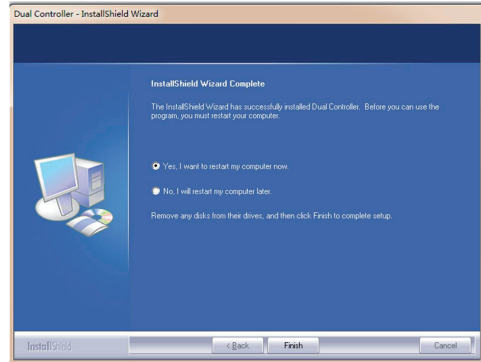 Dual Controller - InstallShield Wizard
InstallShield Wizard Complete
The InstallShield Wizard has successfully installed Dual Controller. Before you can use the
program, you must restart your computer.
Yes, I want to restart my computer now.
No, I will restart my computer later.
Remove any disks from their drives, and then click Finish to complete setup.
InstallShield
< Back
Finish
Cancel